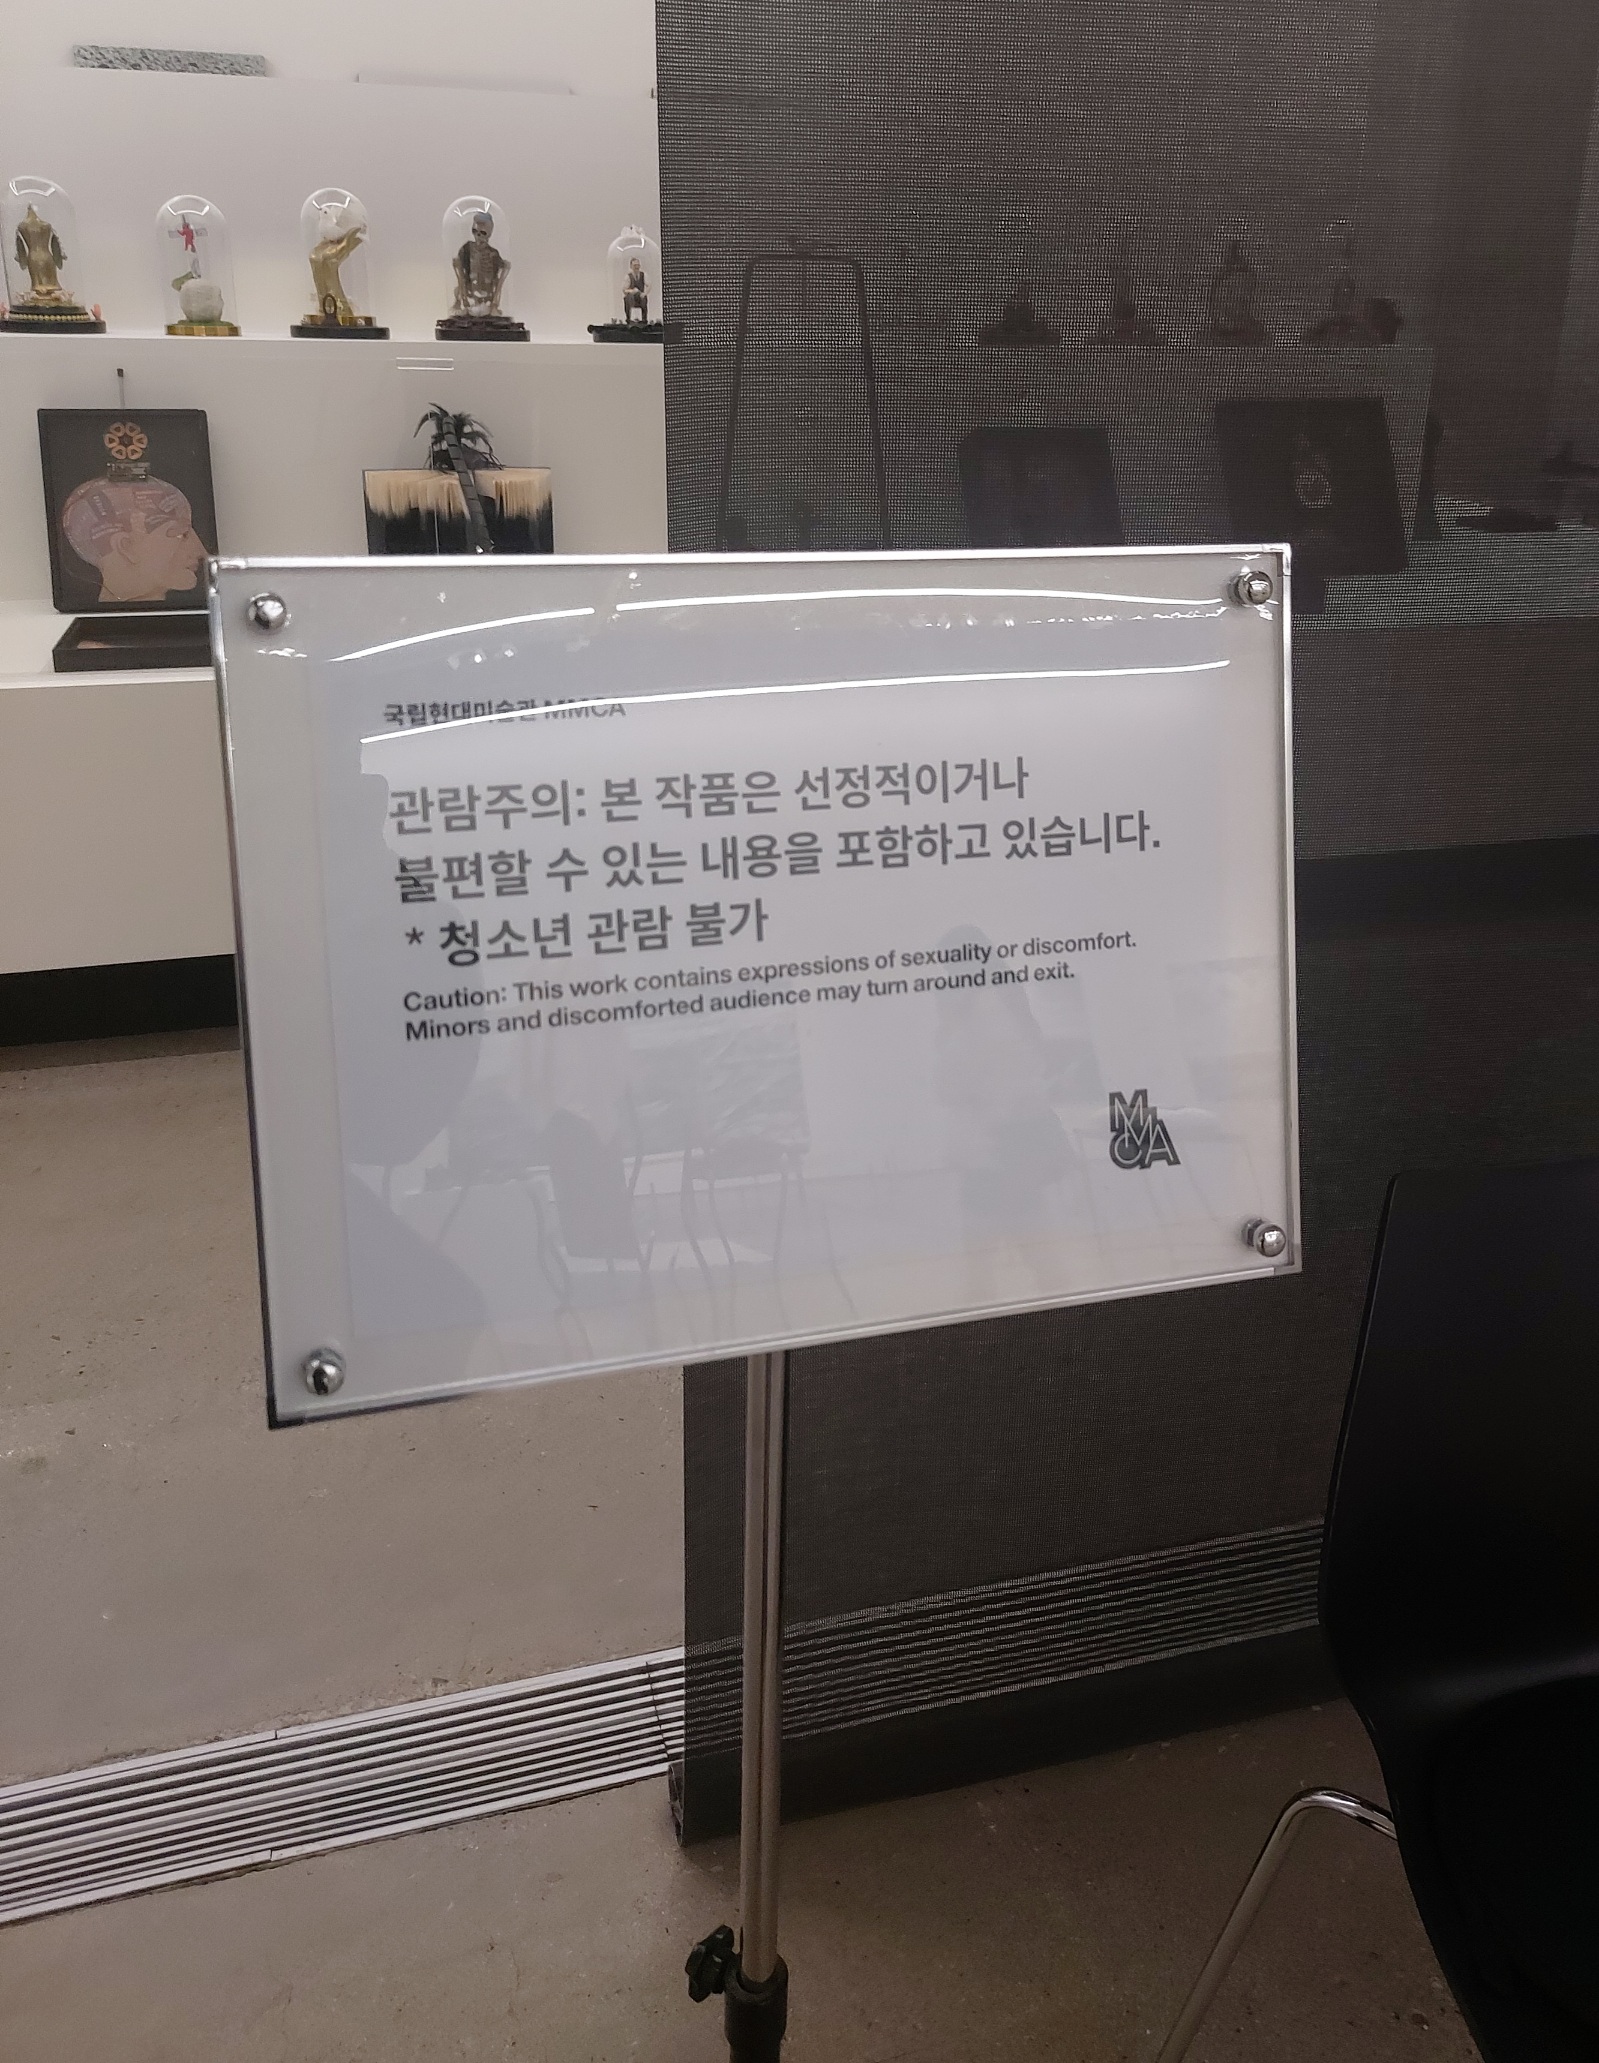 국립현대미술관 MMCA
관람주의: 본 작품은 선정적이거나
불편할 수 있는 내용을 포함하고 있습니다.
* 청소년 관람 불가
Caution: This work contains expressions of sexuality or discomfort.
Minors and discomforted audience may turn around and exit.
MMCA